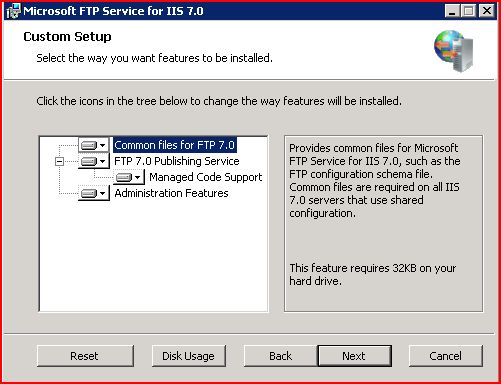 Microsoft FTP Service for IIS 7.0
Custom Setup
Select the way you want features to be installed.
Click the icons in the tree below to change the way features will be installed.
Common files for FTP 7.0
FTP 7.0 Publishing Service
Managed Code Support
Administration Features
Provides common files for Microsoft
FTP Service for IIS 7.0, such as the
FTP configuration schema file.
Common files are required on all IIS
7.0 servers that use shared
configuration.
This feature requires 32KB on your
hard drive.
Reset
Disk Usage
Back
Next
Cancel